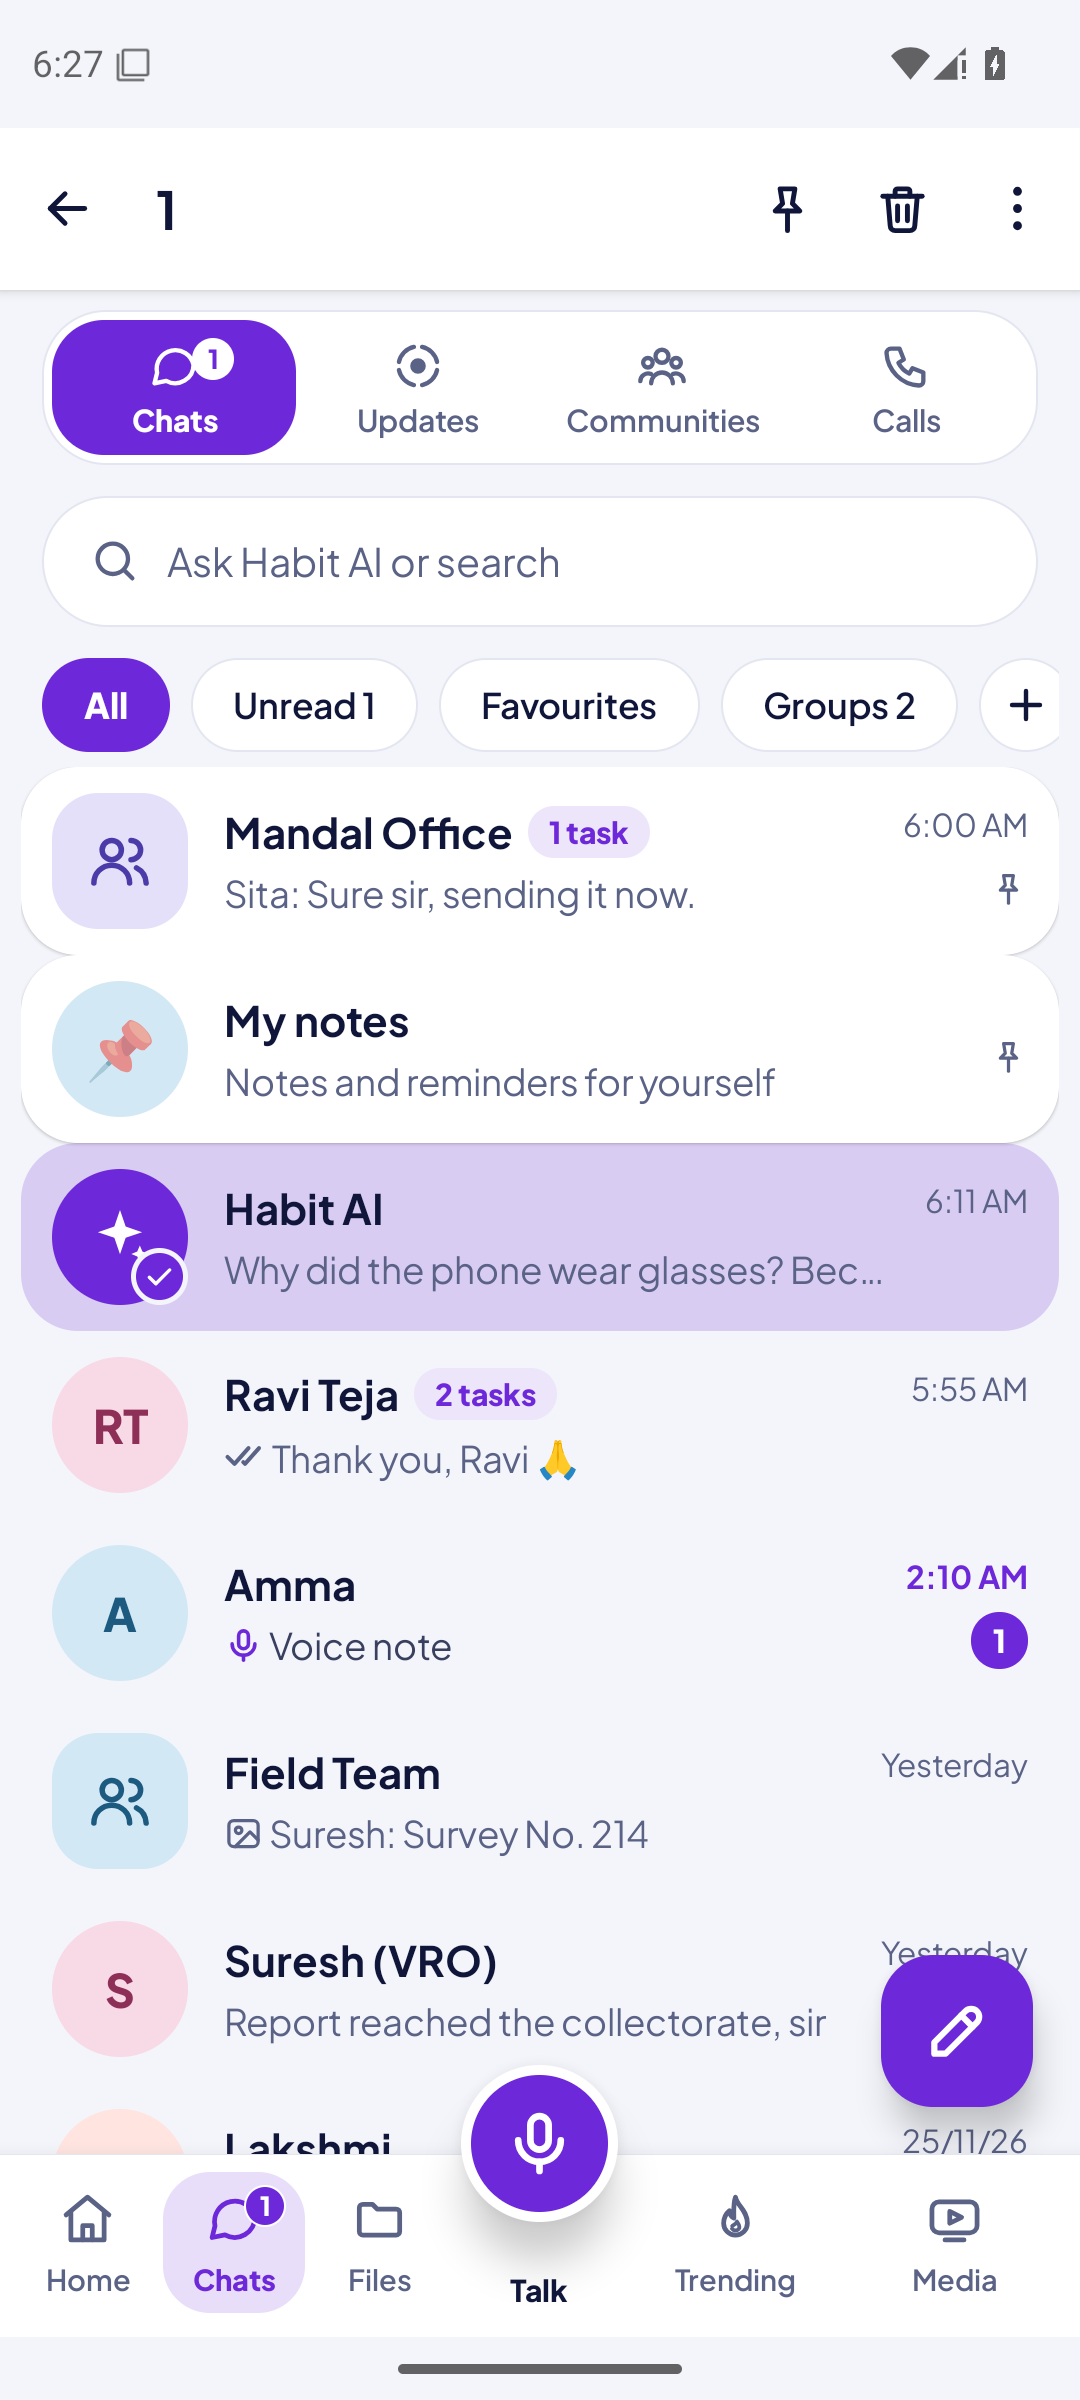 6:27
1
1
Chats
Updates
Communities
Calls
Ask Habit AI or search
All
Unread 1
Favourites
Groups 2
Mandal Office
1 task
6:00 AM
Sita: Sure sir, sending it now.
My notes
Notes and reminders for yourself
Habit AI
6:11 AM
Why did the phone wear glasses? Bec...
RT
Ravi Teja
2 tasks
5:55 AM
Thank you, Ravi 🙏
A
Amma
2:10 AM
Voice note
1
Field Team
Yesterday
Suresh: Survey No. 214
S
Suresh (VRO)
Yesterday
Report reached the collectorate, sir
Lakshmi
25/11/26
Home
1
Chats
Files
Talk
Trending
Media